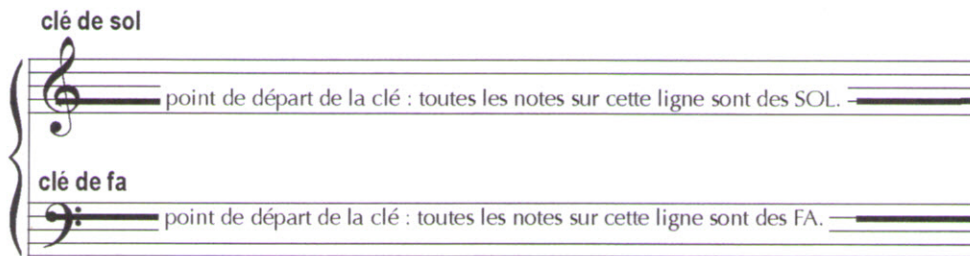 clé de sol
point de départ de la clé : toutes les notes sur cette ligne sont des SOL.
clé de fa
point de départ de la clé : toutes les notes sur cette ligne sont des FA.